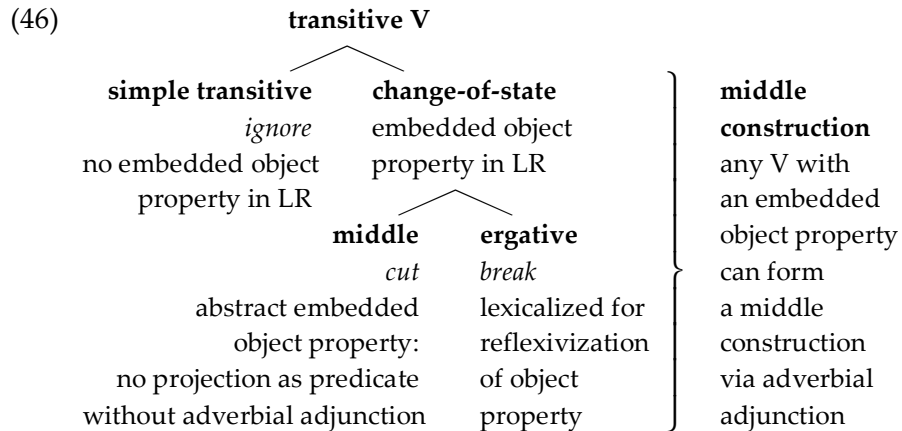 (46) transitive V
simple transitive change-of-state middle
ignore embedded object construction
no embedded object property in LR any V with
property in LR an embedded
middle ergative object property
cut break can form
abstract embedded lexicalized for a middle
object property: reflexivization construction
no projection as predicate of object via adverbial
without adverbial adjunction property adjunction